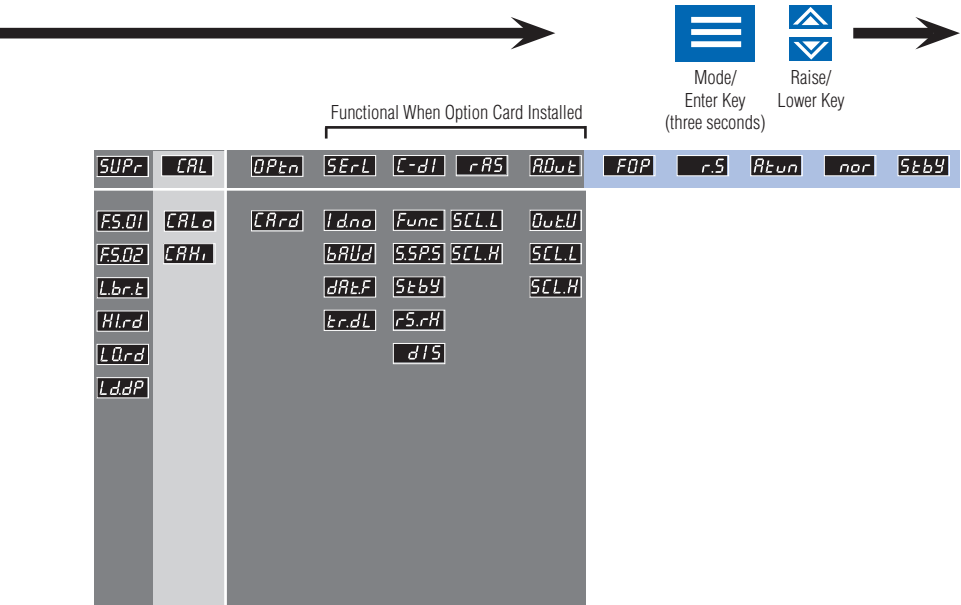 Mode/
Enter Key
(three seconds)
Raise/
Lower Key
Functional When Option Card Installed
SUPr CAL OPtn SErL C-dI rAS A.Out FOP r.S Atun nor StbY
F.S.01 CALo CArd Id.no Func SCL.L Out.U
F.S.02 CAHı bAUd S.SP.S SCL.H SCL.L
L.br.t dAt.F StbY SCL.H
HI.rd tr.dL rS.rH
LO.rd dIS
Ld.dP